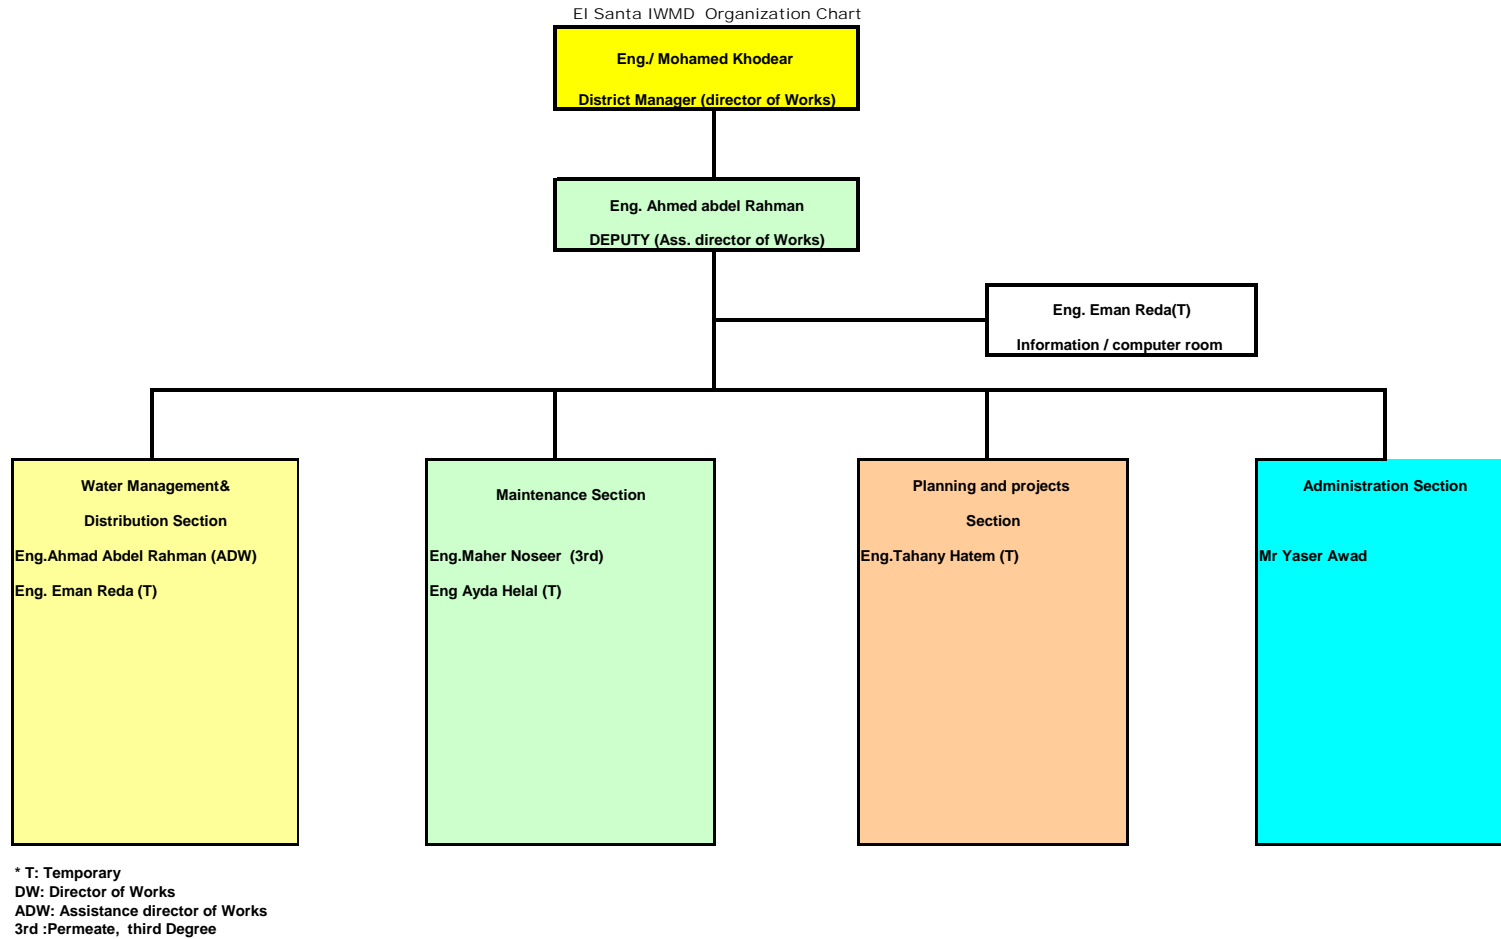 El Santa IWMD  Organization Chart
Eng./ Mohamed Khodear
District Manager (director of Works)
Eng. Ahmed abdel Rahman
DEPUTY (Ass. director of Works)
Eng. Eman Reda(T)
Information / computer room
Water Management&
Distribution Section
Eng.Ahmad Abdel Rahman (ADW)
Eng. Eman Reda (T)
Maintenance Section
Eng.Maher Noseer  (3rd)
Eng Ayda Helal (T)
Planning and projects
Section
Eng.Tahany Hatem (T)
Administration Section
Mr Yaser Awad
* T: Temporary
DW: Director of Works
ADW: Assistance director of Works
3rd :Permeate,  third Degree